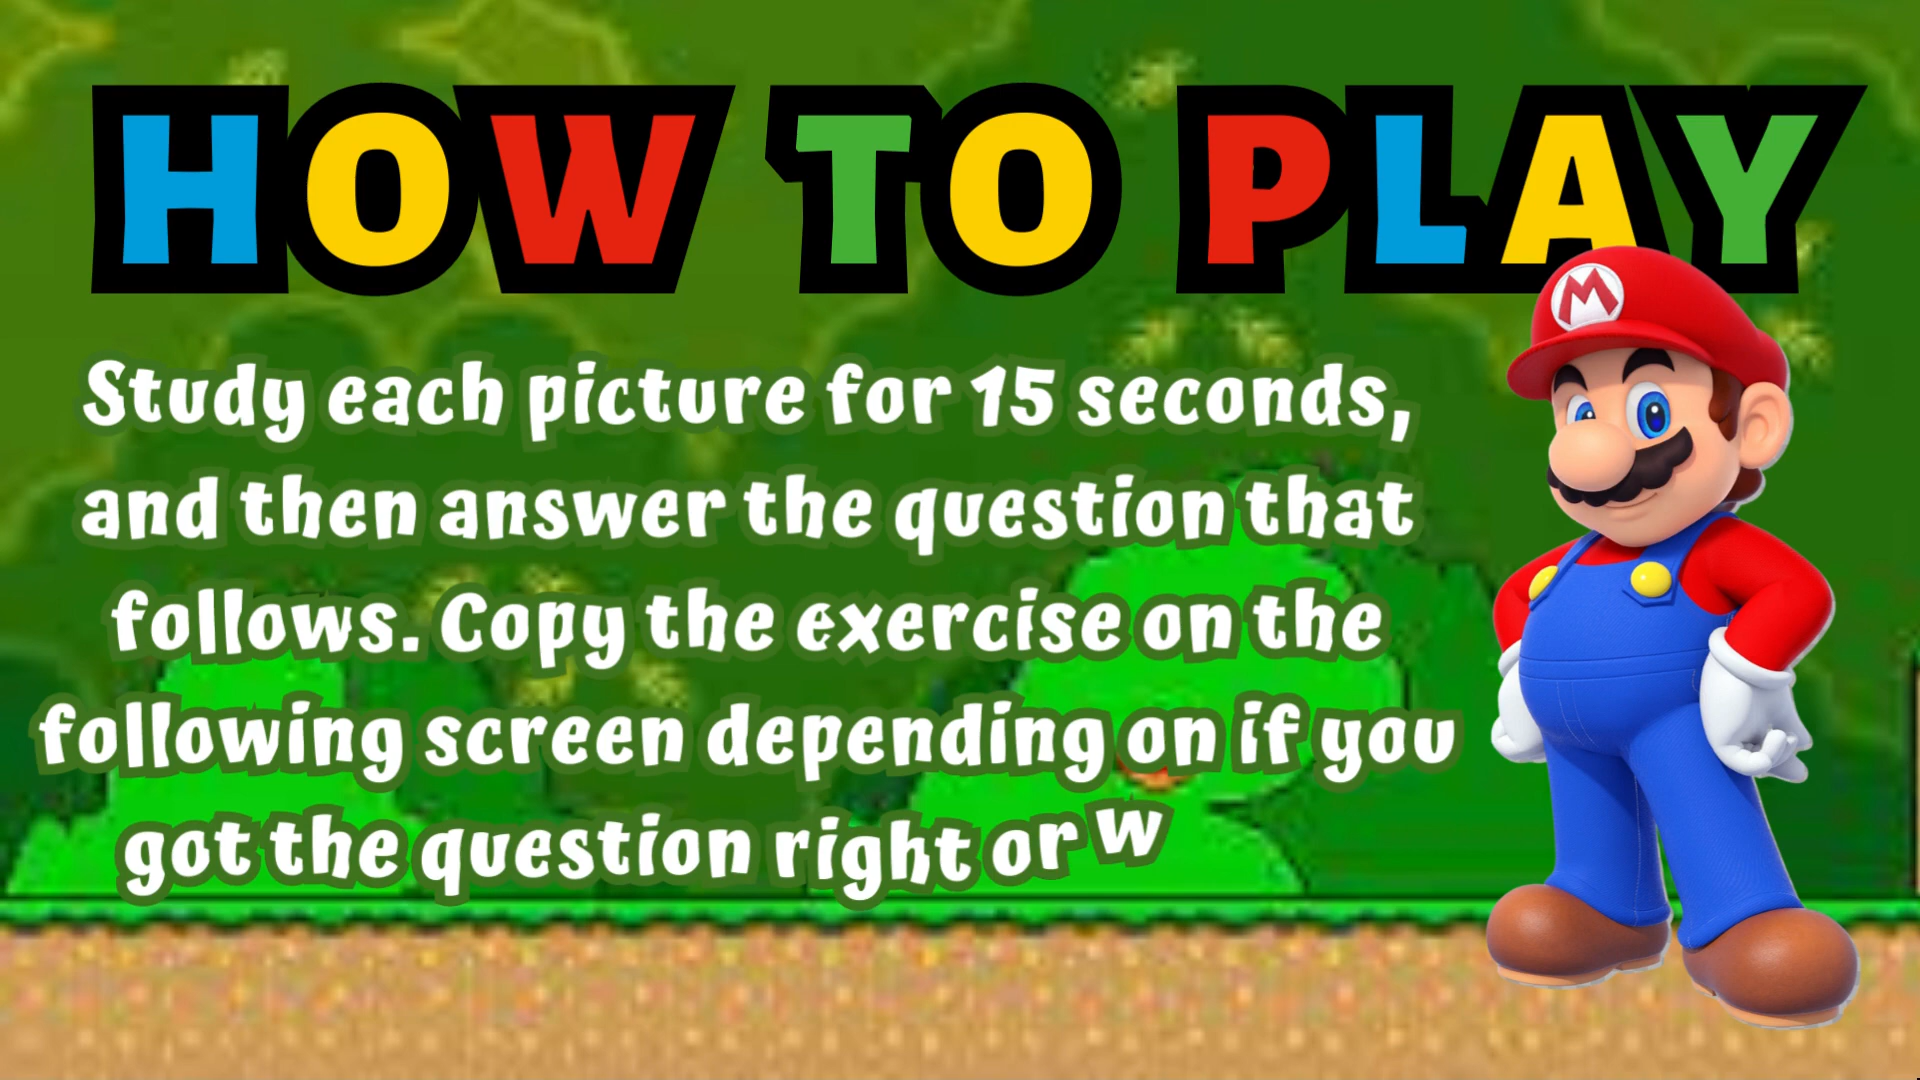 HOW TO PLAY
Study each picture for 15 seconds,
and then answer the question that
follows. Copy the exercise on the
following screen depending on if you
got the question right or w
M